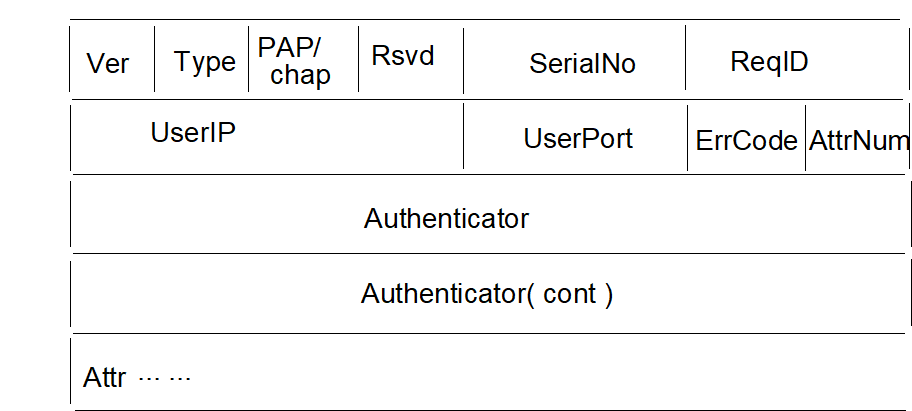 Ver Type PAP/ chap Rsvd SerialNo ReqID
UserIP UserPort ErrCode AttrNum
Authenticator
Authenticator( cont )
Attr ... ...